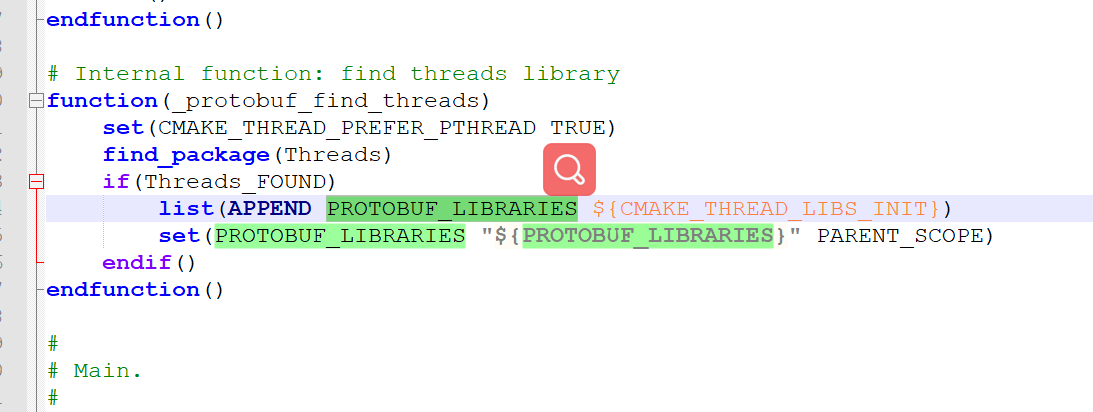 endfunction()
# Internal function: find threads library
function(_protobuf_find_threads)
set(CMAKE_THREAD_PREFER_PTHREAD TRUE)
find_package(Threads)
if(Threads_FOUND)
list(APPEND PROTOBUF_LIBRARIES ${CMAKE_THREAD_LIBS_INIT})
set(PROTOBUF_LIBRARIES "${PROTOBUF_LIBRARIES}" PARENT_SCOPE)
endif()
endfunction()
#
# Main.
#